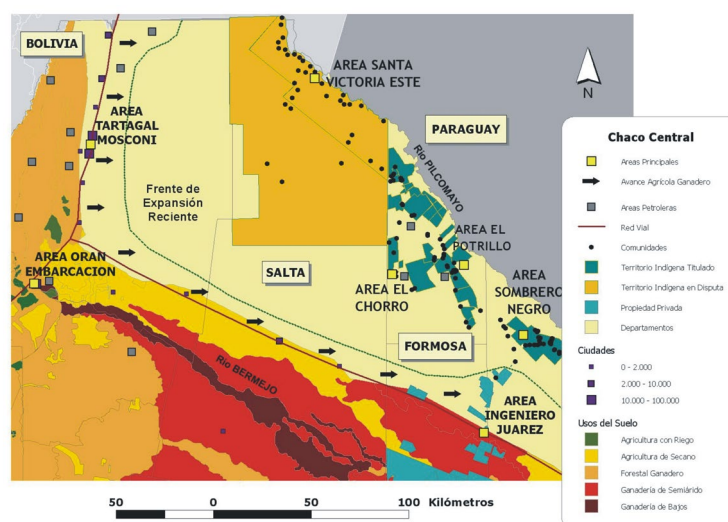 BOLIVIA
AREA SANTA
VICTORIA ESTE
N
AREA
TARTAGAL
MOSCONI
PARAGUAY
Río PILCOMAYO
Frente de
Expansión
Reciente
AREA EL
POTRILLO
AREA ORAN
EMBARCACION
SALTA
AREA EL
CHORRO
AREA
SOMBRERO
NEGRO
FORMOSA
Río BERMEJO
AREA
INGENIERO
JUAREZ
50 0 50 100 Kilómetros
Chaco Central
Areas Principales
Avance Agrícola Ganadero
Areas Petroleras
Red Vial
Comunidades
Territorio Indígena Titulado
Territorio Indígena en Disputa
Propiedad Privada
Departamentos
Ciudades
0 - 2.000
2.000 - 10.000
10.000 - 100.000
Usos del Suelo
Agricultura con Riego
Agricultura de Secano
Forestal Ganadero
Ganadería de Semiárido
Ganadería de Bajos